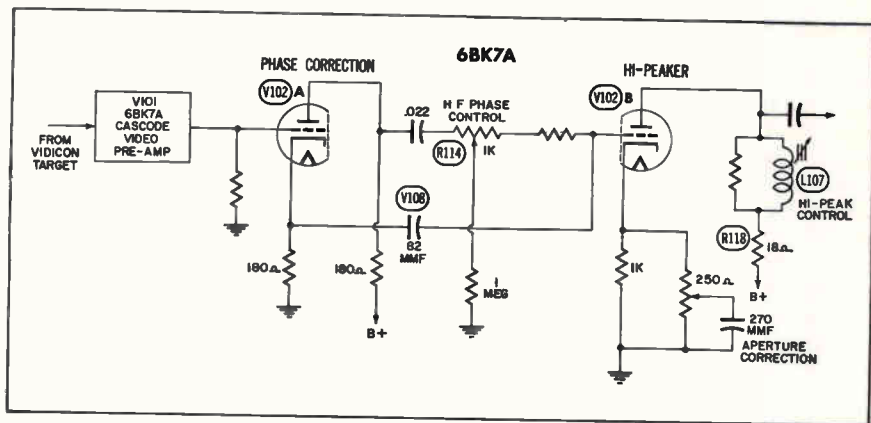 6BK7A
PHASE CORRECTION
HI-PEAKER
V102 A
V102 B
V101
6BK7A
CASCODE
VIDEO
PRE-AMP
FROM
VIDICON
TARGET
.022
H F PHASE
CONTROL
R114
1K
V108
82
MMF
180Ω
180Ω
B+
1
MEG
1K
250Ω
270
MMF
APERTURE
CORRECTION
L107
HI-PEAK
CONTROL
R118
18Ω
B+